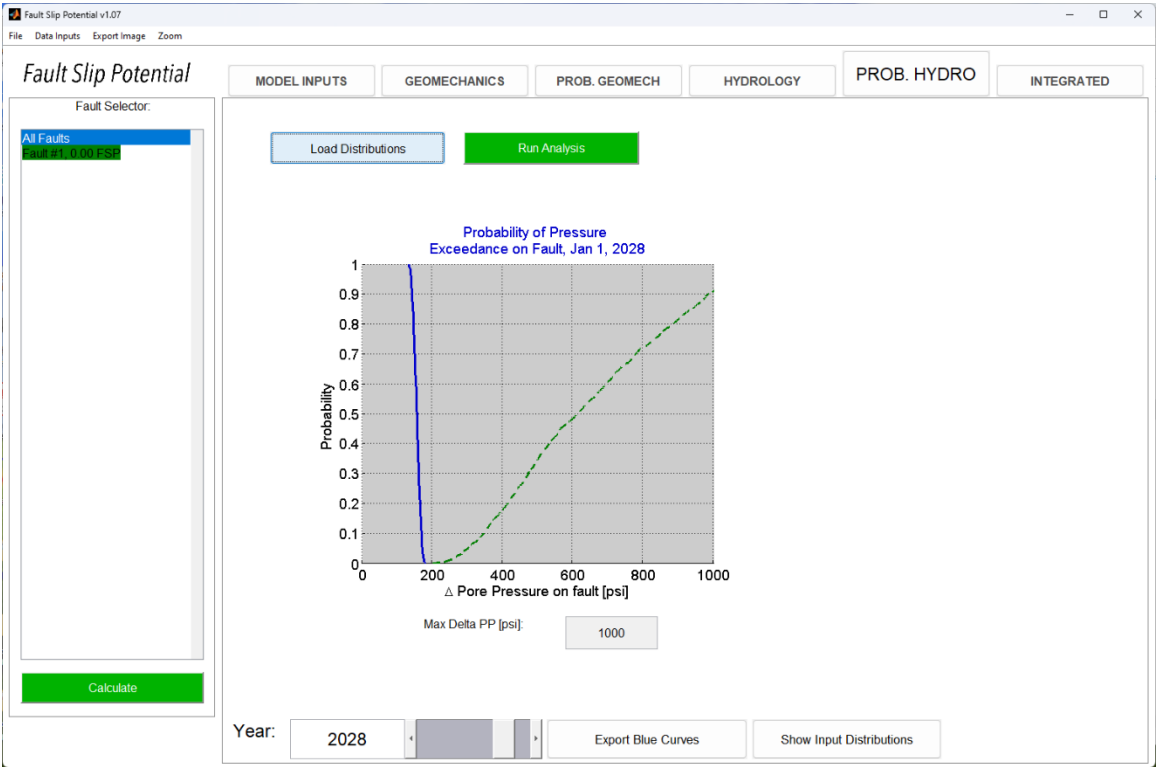 Fault Slip Potential v1.07
File Data Inputs Export Image Zoom
Fault Slip Potential
MODEL INPUTS GEOMECHANICS PROB. GEOMECH HYDROLOGY PROB. HYDRO INTEGRATED
Fault Selector:
All Faults
Fault #1, 0.00 FSP
Calculate
Load Distributions Run Analysis
Probability of Pressure
Exceedance on Fault, Jan 1, 2028
1
0.9
0.8
0.7
0.6
0.5
0.4
0.3
0.2
0.1
0
Probability
0 200 400 600 800 1000
Δ Pore Pressure on fault [psi]
Max Delta PP [psi]: 1000
Year: 2028 Export Blue Curves Show Input Distributions